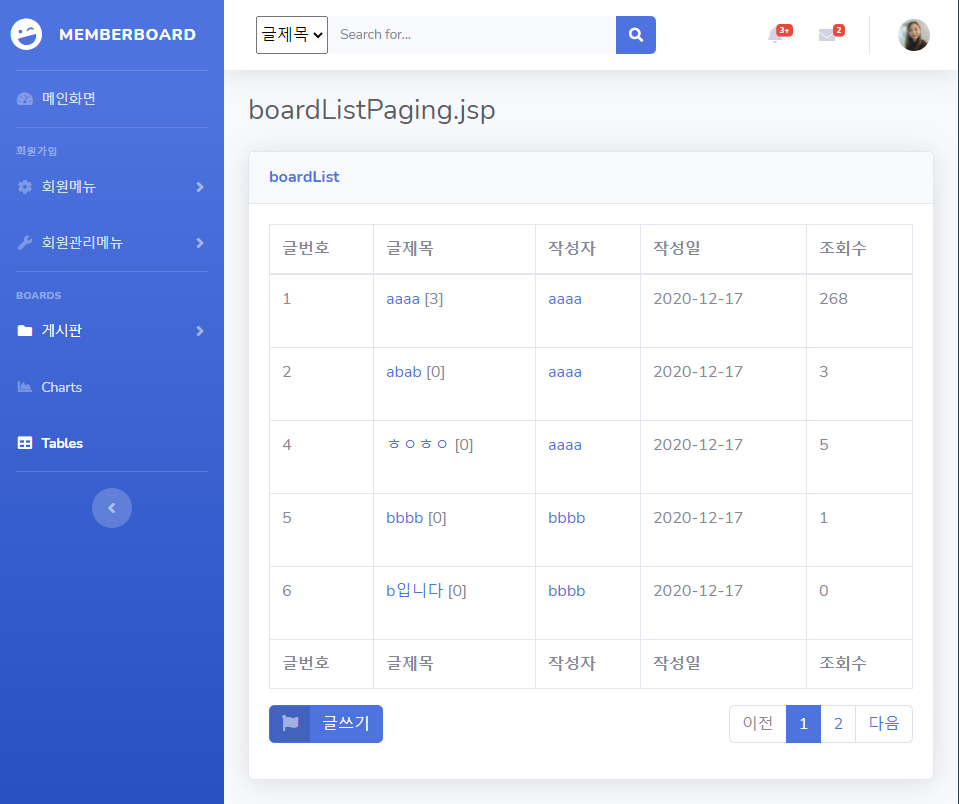 MEMBERBOARD
메인화면
회원가입
회원메뉴
회원관리메뉴
BOARDS
게시판
Charts
Tables
글제목 Search for... 3+ 2
boardListPaging.jsp
boardList
글번호 글제목 작성자 작성일 조회수
1 aaaa [3] aaaa 2020-12-17 268
2 abab [0] aaaa 2020-12-17 3
4 ㅎㅇㅎㅇ [0] aaaa 2020-12-17 5
5 bbbb [0] bbbb 2020-12-17 1
6 b입니다 [0] bbbb 2020-12-17 0
글번호 글제목 작성자 작성일 조회수
글쓰기 이전 1 2 다음